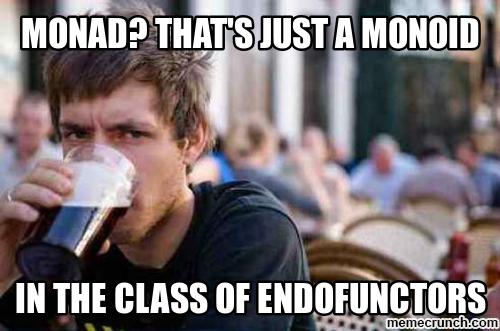 MONAD? THAT'S JUST A MONOID
IN THE CLASS OF ENDOFUNCTORS
memecrunch.com